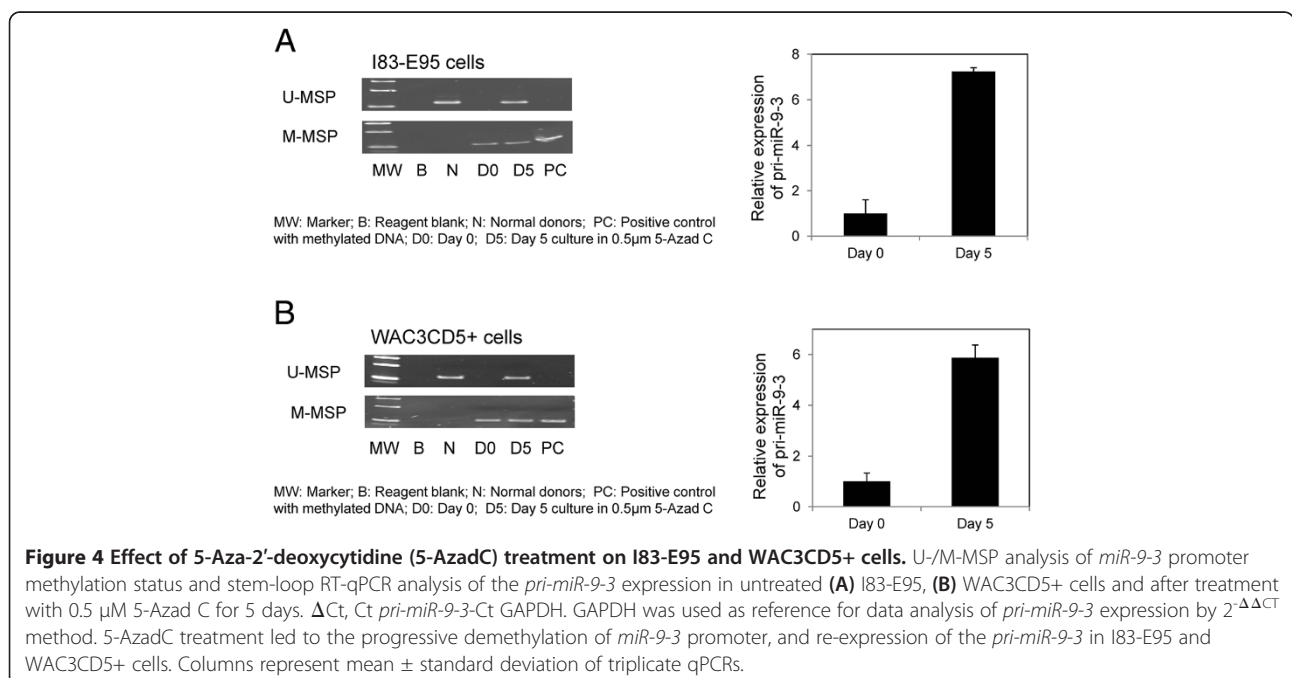 A
I83-E95 cells
U-MSP
M-MSP
MW B N D0 D5 PC
MW: Marker; B: Reagent blank; N: Normal donors; PC: Positive control
with methylated DNA; D0: Day 0; D5: Day 5 culture in 0.5μm 5-Azad C
Relative expression
of pri-miR-9-3
8
6
4
2
0
Day 0 Day 5
B
WAC3CD5+ cells
U-MSP
M-MSP
MW B N D0 D5 PC
MW: Marker; B: Reagent blank; N: Normal donors; PC: Positive control
with methylated DNA; D0: Day 0; D5: Day 5 culture in 0.5μm 5-Azad C
Relative expression
of pri-miR-9-3
6
4
2
0
Day 0 Day 5
Figure 4 Effect of 5-Aza-2′-deoxycytidine (5-AzadC) treatment on I83-E95 and WAC3CD5+ cells. U-/M-MSP analysis of miR-9-3 promoter
methylation status and stem-loop RT-qPCR analysis of the pri-miR-9-3 expression in untreated (A) I83-E95, (B) WAC3CD5+ cells and after treatment
with 0.5 μM 5-Azad C for 5 days. ΔCt, Ct pri-miR-9-3-Ct GAPDH. GAPDH was used as reference for data analysis of pri-miR-9-3 expression by 2^-ΔΔCT
method. 5-AzadC treatment led to the progressive demethylation of miR-9-3 promoter, and re-expression of the pri-miR-9-3 in I83-E95 and
WAC3CD5+ cells. Columns represent mean ± standard deviation of triplicate qPCRs.